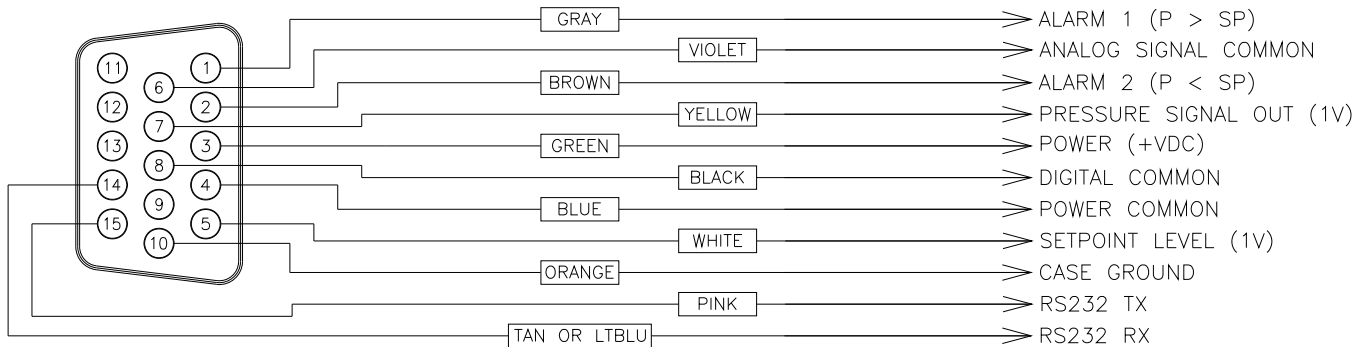 GRAY ALARM 1 (P > SP)
VIOLET ANALOG SIGNAL COMMON
BROWN ALARM 2 (P < SP)
YELLOW PRESSURE SIGNAL OUT (1V)
GREEN POWER (+VDC)
BLACK DIGITAL COMMON
BLUE POWER COMMON
WHITE SETPOINT LEVEL (1V)
ORANGE CASE GROUND
PINK RS232 TX
TAN OR LTBLU RS232 RX
11 1
6
12 2
7
13 3
8
14 4
9
15 5
10